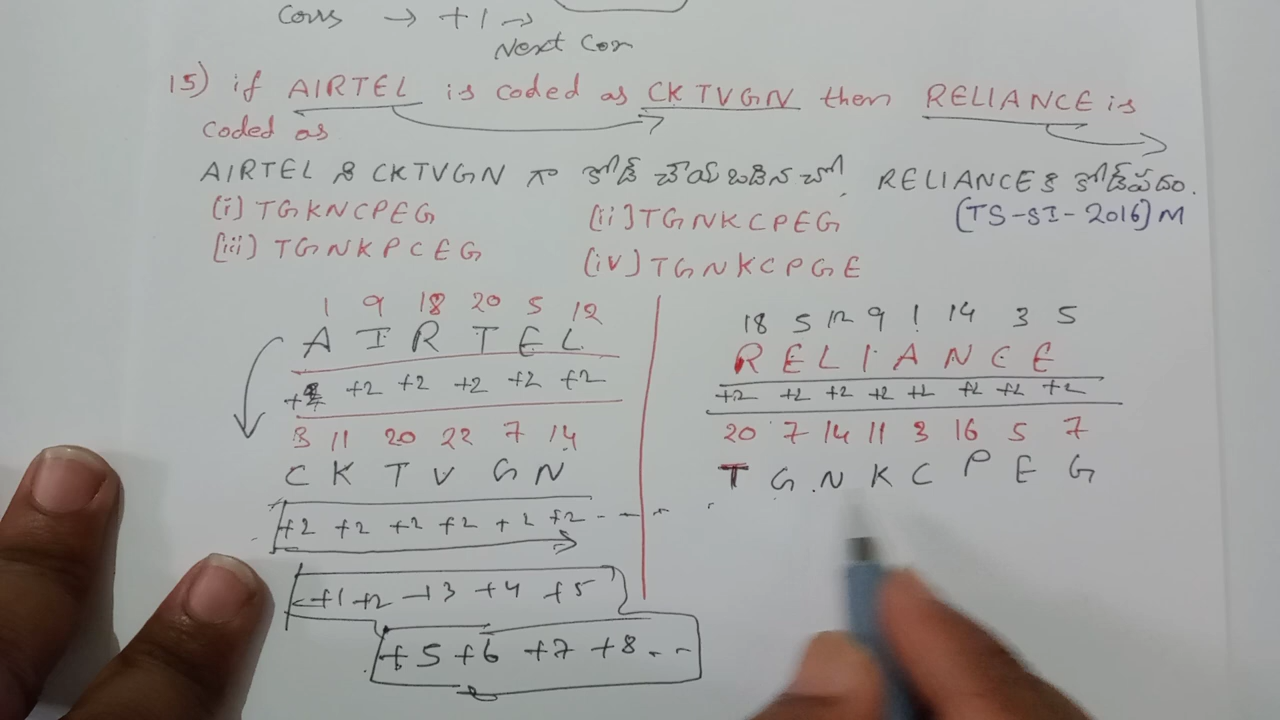 Cons → +1 →
Next Con
15) if AIRTEL is coded as CKTVGN then RELIANCE is
coded as
AIRTEL ని CKTVGN గా కోడ్ చేయబడిన చో, RELIANCE కి కోడ్ పదం.
(i) TGKNCPEG (ii) TGNKCPEG (TS-SI-2016) M
(iii) TGNKPCEG (iv) TGNKCPGE
1 9 18 20 5 12
A I R T E L
+2 +2 +2 +2 +2 +2
3 11 20 22 7 14
C K T V G N
+2 +2 +2 +2 +2 +2 - - - -
+1 +2 +3 +4 +5
+5 +6 +7 +8 - -
18 5 12 9 1 14 3 5
R E L I A N C E
+2 +2 +2 +2 +2 +2 +2 +2
20 7 14 11 3 16 5 7
T G N K C P E G